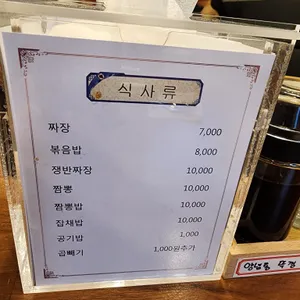 식사류
짜장 7,000
볶음밥 8,000
쟁반짜장 10,000
짬뽕 10,000
짬뽕밥 10,000
잡채밥 10,000
공기밥 1,000
곱빼기 1,000원추가